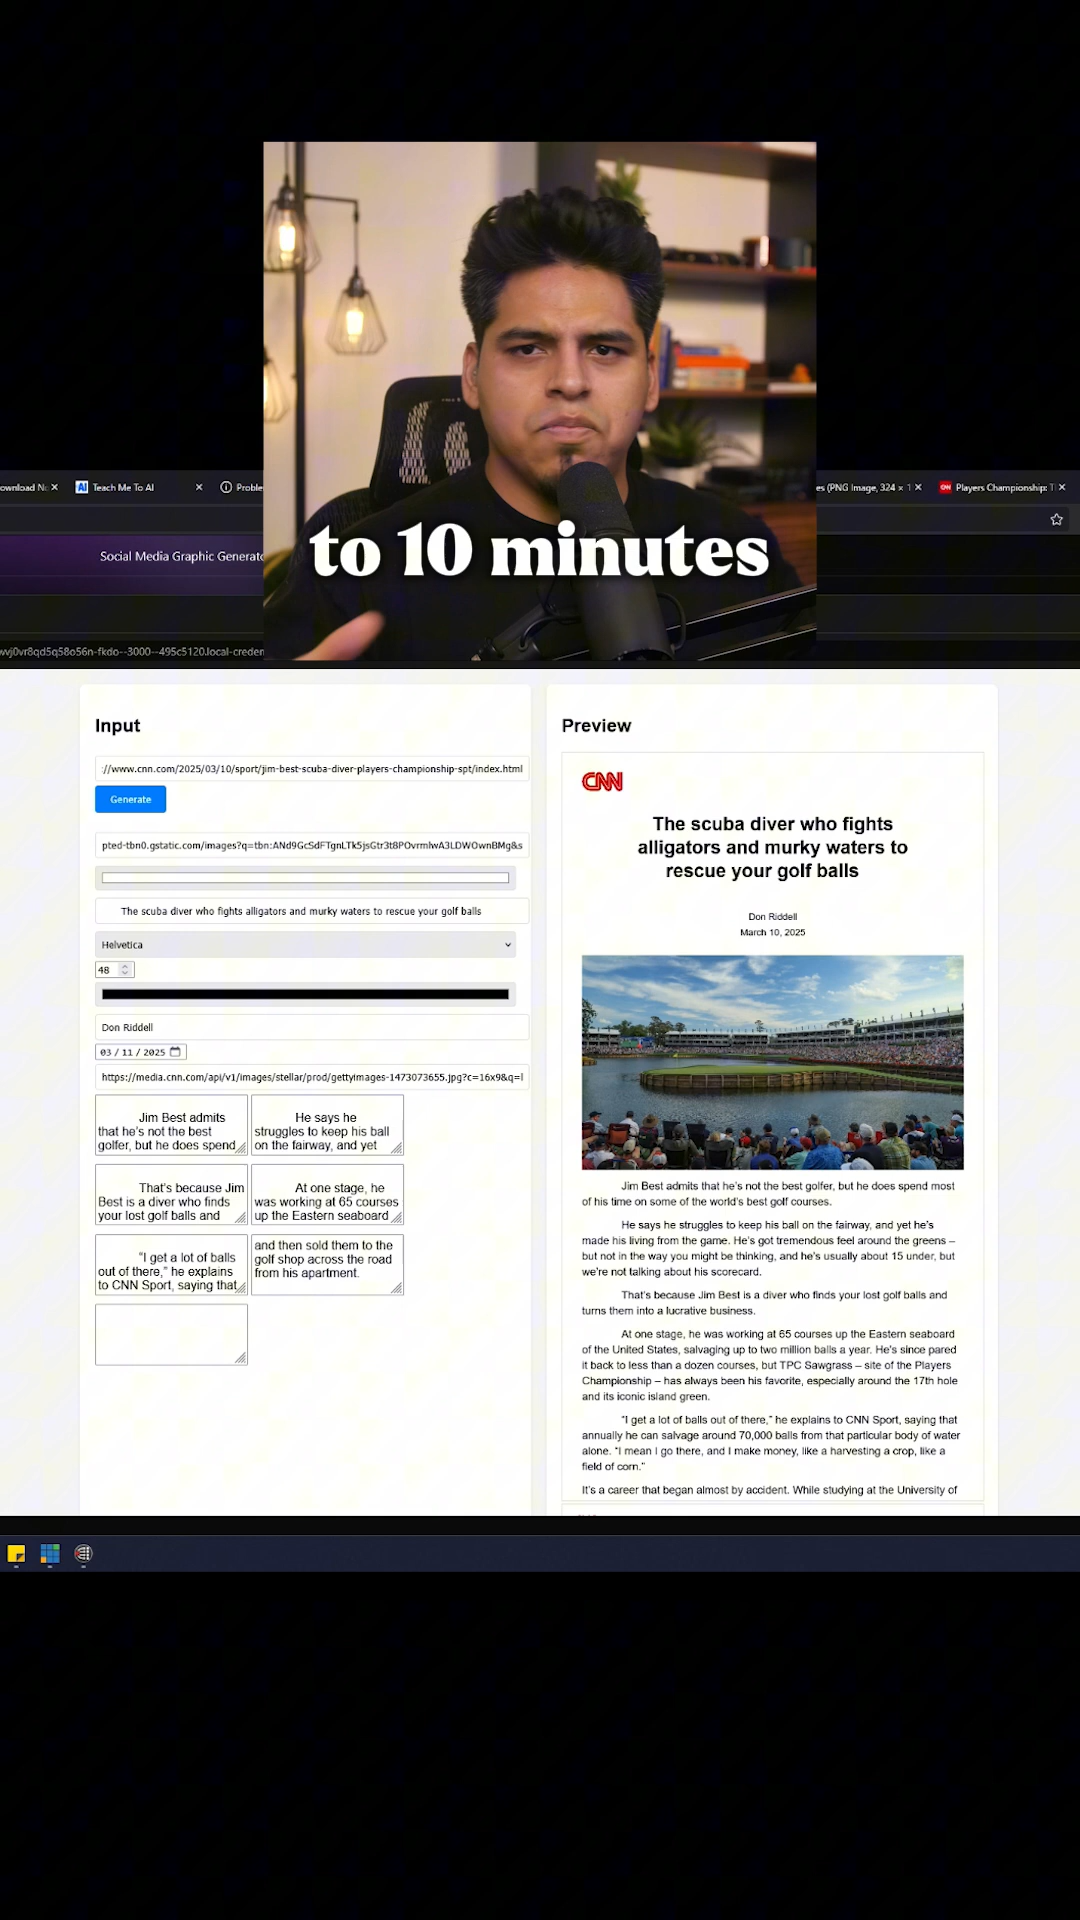 ownload N
Teach Me To AI
Proble
es (PNG Image, 324 × 1
CNN
Players Championship: T
Social Media Graphic Generato
to 10 minutes
Input
://www.cnn.com/2025/03/10/sport/jim-best-scuba-diver-players-championship-spt/index.html
Generate
The scuba diver who fights alligators and murky waters to rescue your golf balls
Helvetica
48
Don Riddell
03 / 11 / 2025
https://media.cnn.com/api/v1/images/stellar/prod/gettyimages-1473073655.jpg?c=16x9&q=l
Jim Best admits
that he's not the best
golfer, but he does spend
He says he
struggles to keep his ball
on the fairway, and yet
That's because Jim
Best is a diver who finds
your lost golf balls and
At one stage, he
was working at 65 courses
up the Eastern seaboard
“I get a lot of balls
out of there,” he explains
to CNN Sport, saying that
and then sold them to the
golf shop across the road
from his apartment.
Preview
CNN
The scuba diver who fights
alligators and murky waters to
rescue your golf balls
Don Riddell
March 10, 2025
Jim Best admits that he's not the best golfer, but he does spend most
of his time on some of the world's best golf courses.
He says he struggles to keep his ball on the fairway, and yet he's
made his living from the game. He's got tremendous feel around the greens –
but not in the way you might be thinking, and he's usually about 15 under, but
we're not talking about his scorecard.
That's because Jim Best is a diver who finds your lost golf balls and
turns them into a lucrative business.
At one stage, he was working at 65 courses up the Eastern seaboard
of the United States, salvaging up to two million balls a year. He's since pared
it back to less than a dozen courses, but TPC Sawgrass – site of the Players
Championship – has always been his favorite, especially around the 17th hole
and its iconic island green.
“I get a lot of balls out of there,” he explains to CNN Sport, saying that
annually he can salvage around 70,000 balls from that particular body of water
alone. “I mean I go there, and I make money, like a harvesting a crop, like a
field of corn.”
It's a career that began almost by accident. While studying at the University of